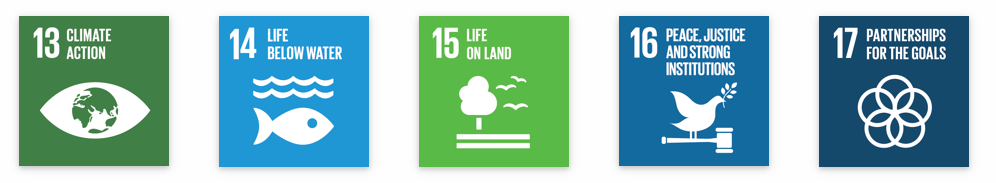 13 CLIMATE
ACTION
14 LIFE
BELOW WATER
15 LIFE
ON LAND
16 PEACE, JUSTICE
AND STRONG
INSTITUTIONS
17 PARTNERSHIPS
FOR THE GOALS